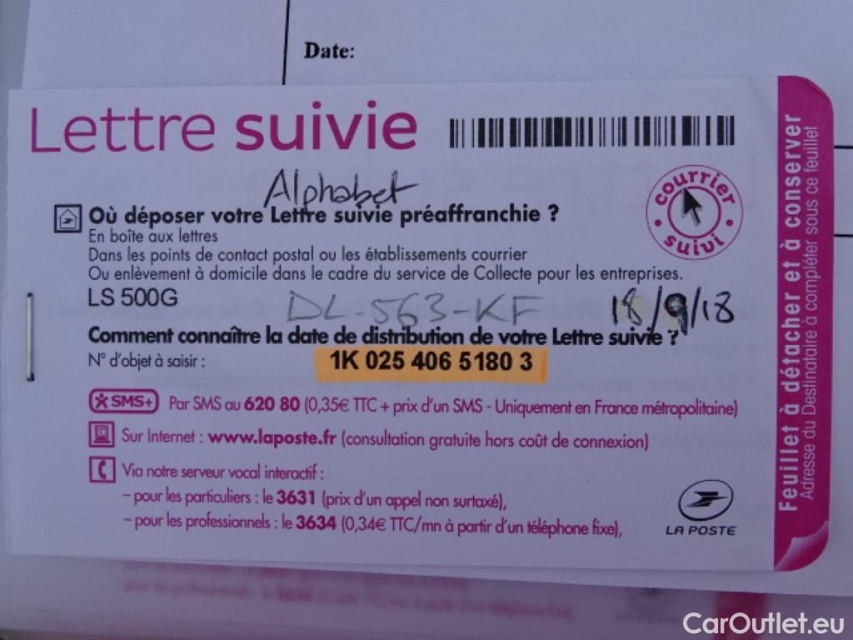 Date:
Lettre suivie
Alphabet
courrier suivi
Où déposer votre Lettre suivie préaffranchie ?
En boîte aux lettres
Dans les points de contact postal ou les établissements courrier
Ou enlèvement à domicile dans le cadre du service de Collecte pour les entreprises.
LS 500G
DL-563-KF 18/9/18
Comment connaître la date de distribution de votre Lettre suivie ?
N° d'objet à saisir : 1K 025 406 5180 3
SMS+ Par SMS au 620 80 (0,35€ TTC + prix d'un SMS - Uniquement en France métropolitaine)
Sur Internet : www.laposte.fr (consultation gratuite hors coût de connexion)
Via notre serveur vocal interactif :
– pour les particuliers : le 3631 (prix d'un appel non surtaxé),
– pour les professionnels : le 3634 (0,34€ TTC/mn à partir d'un téléphone fixe),
LA POSTE
Feuillet à détacher et à conserver
Adresse du Destinataire à compléter sous ce feuillet
CarOutlet.eu